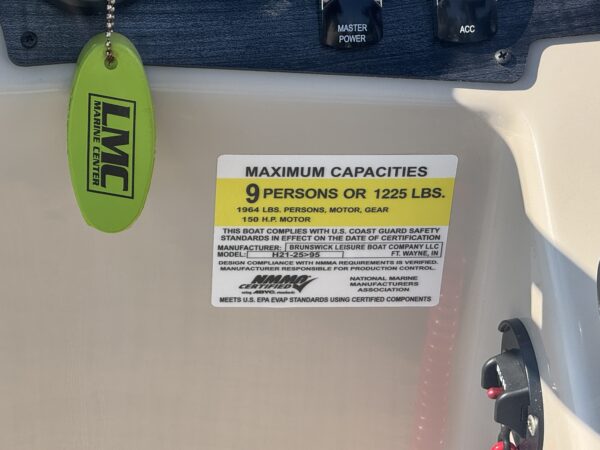 MASTER
POWER
ACC
LMC
MARINE CENTER
MAXIMUM CAPACITIES
9 PERSONS OR 1225 LBS.
1964 LBS. PERSONS, MOTOR, GEAR
150 H.P. MOTOR
THIS BOAT COMPLIES WITH U.S. COAST GUARD SAFETY
STANDARDS IN EFFECT ON THE DATE OF CERTIFICATION
MANUFACTURER: BRUNSWICK LEISURE BOAT COMPANY LLC
MODEL: H21-25>95 FT. WAYNE, IN
DESIGN COMPLIANCE WITH NMMA REQUIREMENTS IS VERIFIED.
MANUFACTURER RESPONSIBLE FOR PRODUCTION CONTROL.
NMMA
CERTIFIED
using ABYC standards
NATIONAL MARINE
MANUFACTURERS
ASSOCIATION
MEETS U.S. EPA EVAP STANDARDS USING CERTIFIED COMPONENTS